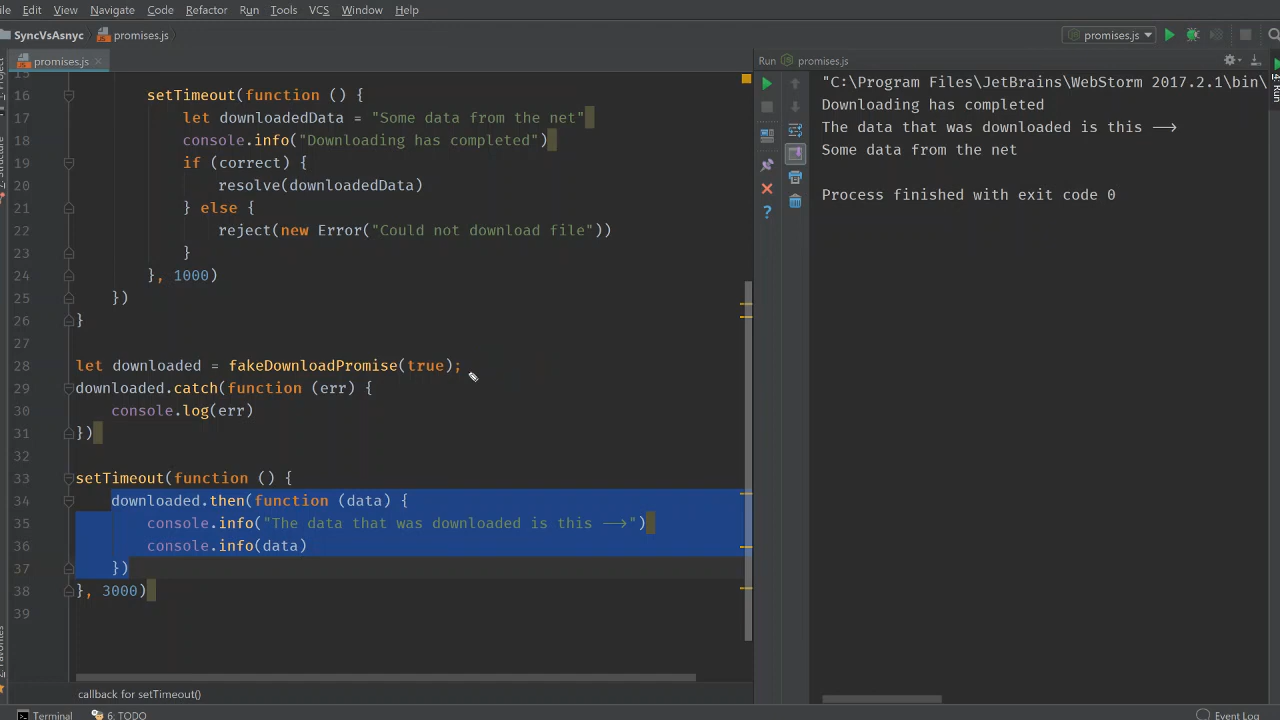 File Edit View Navigate Code Refactor Run Tools VCS Window Help
SyncVsAsnyc promises.js promises.js
promises.js Run promises.js
15
16 setTimeout(function () {
17 let downloadedData = "Some data from the net"
18 console.info("Downloading has completed")
19 if (correct) {
20 resolve(downloadedData)
21 } else {
22 reject(new Error("Could not download file"))
23 }
24 }, 1000)
25 })
26 }
27
28 let downloaded = fakeDownloadPromise(true);
29 downloaded.catch(function (err) {
30 console.log(err)
31 })
32
33 setTimeout(function () {
34 downloaded.then(function (data) {
35 console.info("The data that was downloaded is this -->")
36 console.info(data)
37 })
38 }, 3000)
39
"C:\Program Files\JetBrains\WebStorm 2017.2.1\bin\
Downloading has completed
The data that was downloaded is this -->
Some data from the net
Process finished with exit code 0
callback for setTimeout()
Terminal 6: TODO Event Log
Project
Structure
Favorites
4: Run